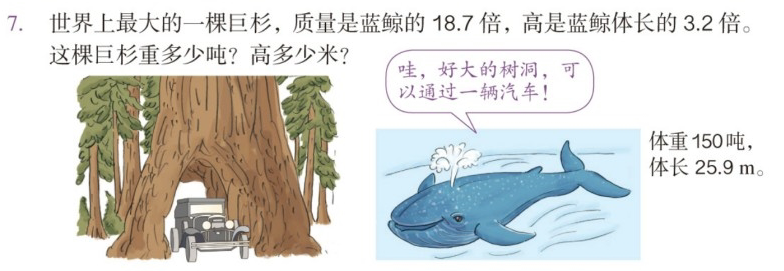 7. 世界上最大的一棵巨杉，质量是蓝鲸的 18.7 倍，高是蓝鲸体长的 3.2 倍。
这棵巨杉重多少吨？高多少米？
哇，好大的树洞，可
以通过一辆汽车！
体重 150 吨，
体长 25.9 m。